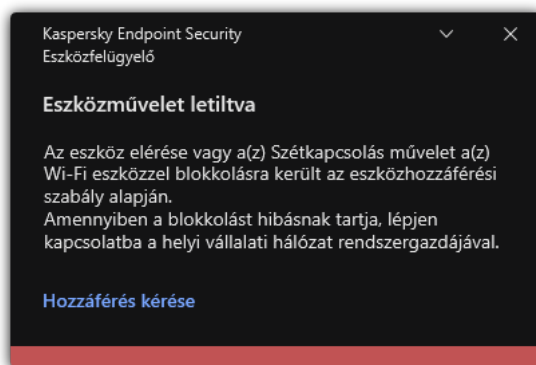 Kaspersky Endpoint Security
Eszközfelügyelő
Eszközművelet letiltva
Az eszköz elérése vagy a(z) Szétkapcsolás művelet a(z)
Wi-Fi eszközzel blokkolásra került az eszközhozzáférési
szabály alapján.
Amennyiben a blokkolást hibásnak tartja, lépjen
kapcsolatba a helyi vállalati hálózat rendszergazdájával.
Hozzáférés kérése